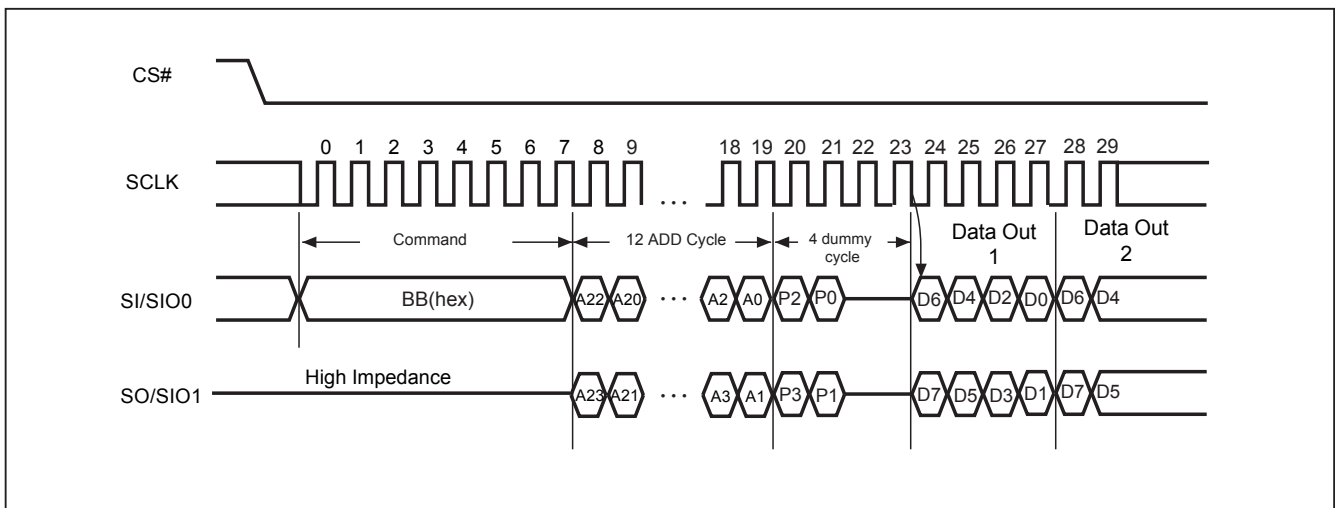 CS#
0 1 2 3 4 5 6 7 8 9 18 19 20 21 22 23 24 25 26 27 28 29
SCLK
...
Command
12 ADD Cycle
4 dummy
cycle
Data Out
1
Data Out
2
SI/SIO0
BB(hex)
A22 A20 ... A2 A0 P2 P0 D6 D4 D2 D0 D6 D4
High Impedance
SO/SIO1
A23 A21 ... A3 A1 P3 P1 D7 D5 D3 D1 D7 D5